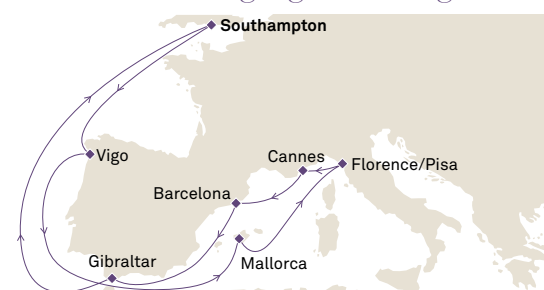 Southampton
Vigo
Cannes
Florence/Pisa
Barcelona
Gibraltar
Mallorca